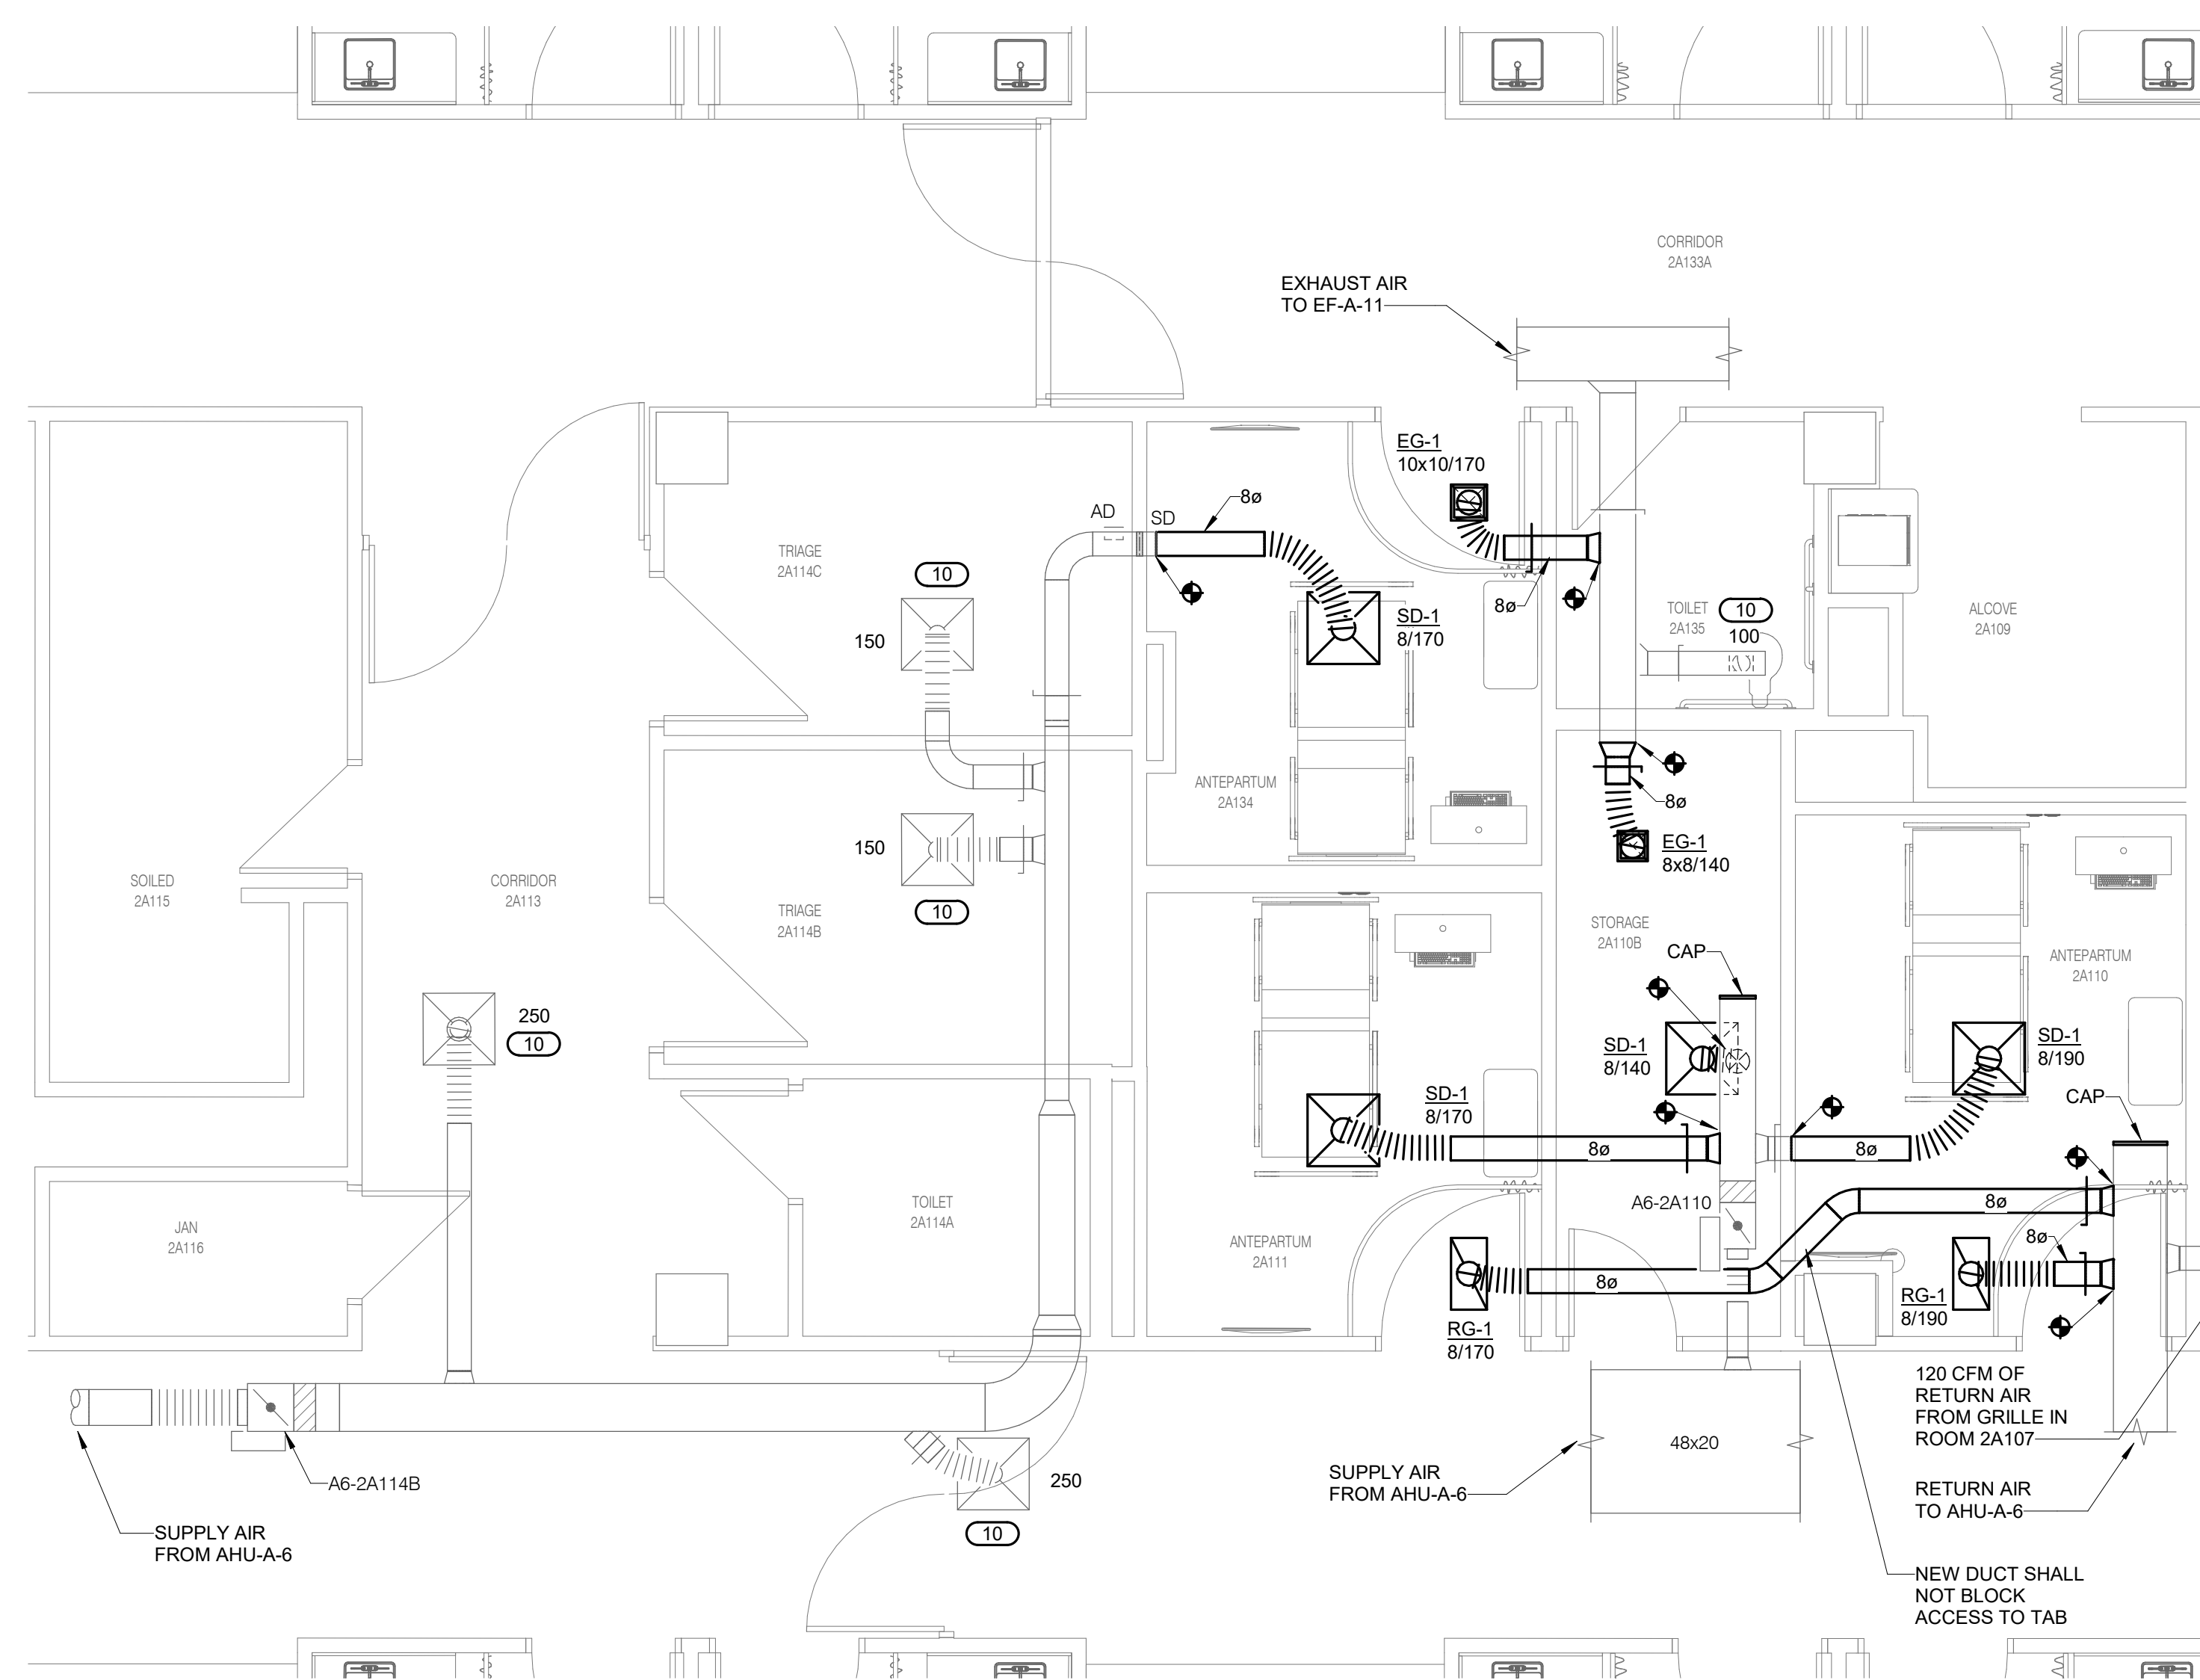 CORRIDOR
2A133A
EXHAUST AIR
TO EF-A-11
EG-1
10x10/170
8ø
AD
SD
TRIAGE
2A114C
10
150
8ø
SD-1
8/170
TOILET
2A135
10
100
ALCOVE
2A109
ANTEPARTUM
2A134
8ø
EG-1
8x8/140
150
10
SOILED
2A115
CORRIDOR
2A113
TRIAGE
2A114B
STORAGE
2A110B
CAP
ANTEPARTUM
2A110
250
10
SD-1
8/140
SD-1
8/190
SD-1
8/170
CAP
8ø
8ø
JAN
2A116
TOILET
2A114A
ANTEPARTUM
2A111
A6-2A110
8ø
8ø
8ø
RG-1
8/170
RG-1
8/190
120 CFM OF
RETURN AIR
FROM GRILLE IN
ROOM 2A107
48x20
A6-2A114B
250
10
SUPPLY AIR
FROM AHU-A-6
SUPPLY AIR
FROM AHU-A-6
RETURN AIR
TO AHU-A-6
NEW DUCT SHALL
NOT BLOCK
ACCESS TO TAB